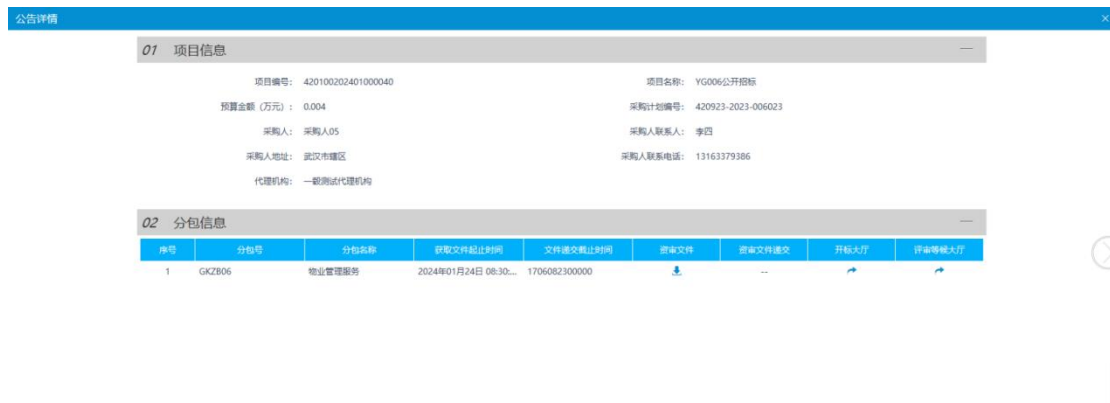 公告详情
01 项目信息
项目编号： 420100202401000040 项目名称： YG006公开招标
预算金额（万元）： 0.004 采购计划编号： 420923-2023-006023
采购人： 采购人05 采购人联系人： 李四
采购人地址： 武汉市辖区 采购人联系电话： 13163379386
代理机构： 一毅测试代理机构
02 分包信息
序号 分包号 分包名称 获取文件起止时间 文件递交截止时间 资审文件 资审文件递交 开标大厅 评审等候大厅
1 GKZB06 物业管理服务 2024年01月24日 08:30:... 1706082300000 --